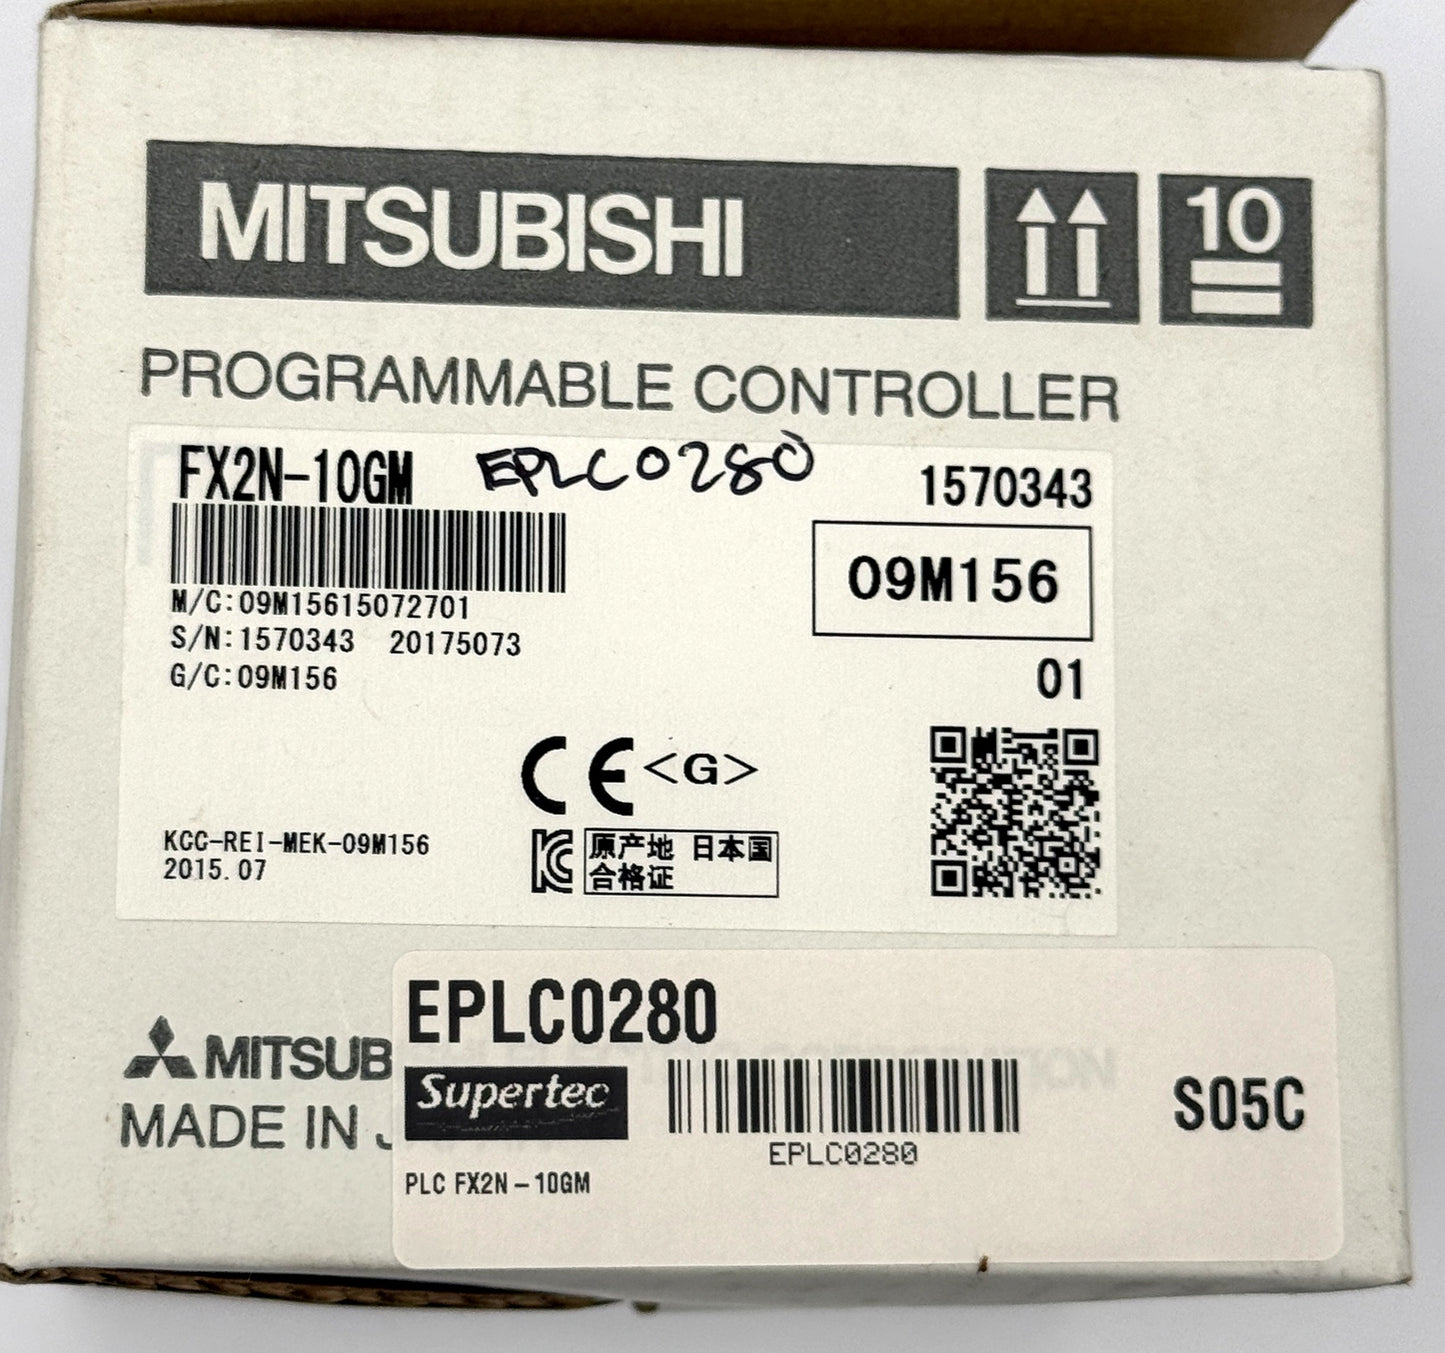 MITSUBISHI
10
PROGRAMMABLE CONTROLLER
FX2N-10GM EPLC0280 1570343
09M156
M/C:09M15615072701
S/N:1570343 20175073
G/C:09M156
01
CE <G>
KCC-REI-MEK-09M156
2015.07
原产地 日本国
合格证
EPLC0280
MITSUB
Supertec
S05C
MADE IN J
EPLC0280
PLC FX2N-10GM